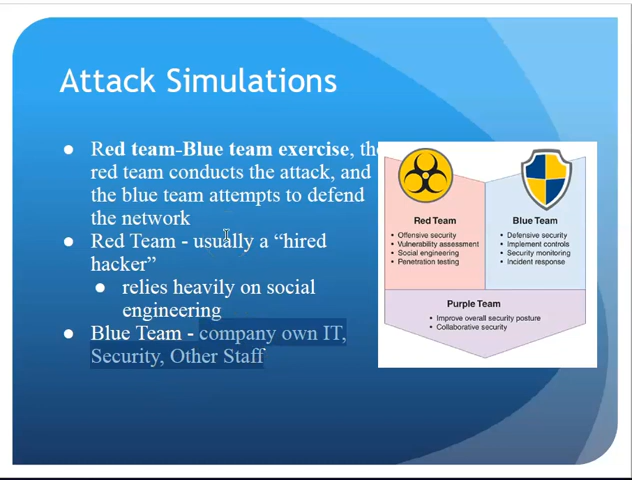 Attack Simulations
● Red team-Blue team exercise, the
red team conducts the attack, and
the blue team attempts to defend
the network
● Red Team - usually a “hired
hacker”
● relies heavily on social
engineering
● Blue Team - company own IT,
Security, Other Staff
Red Team
• Offensive security
• Vulnerability assessment
• Social engineering
• Penetration testing
Blue Team
• Defensive security
• Implement controls
• Security monitoring
• Incident response
Purple Team
• Improve overall security posture
• Collaborative security